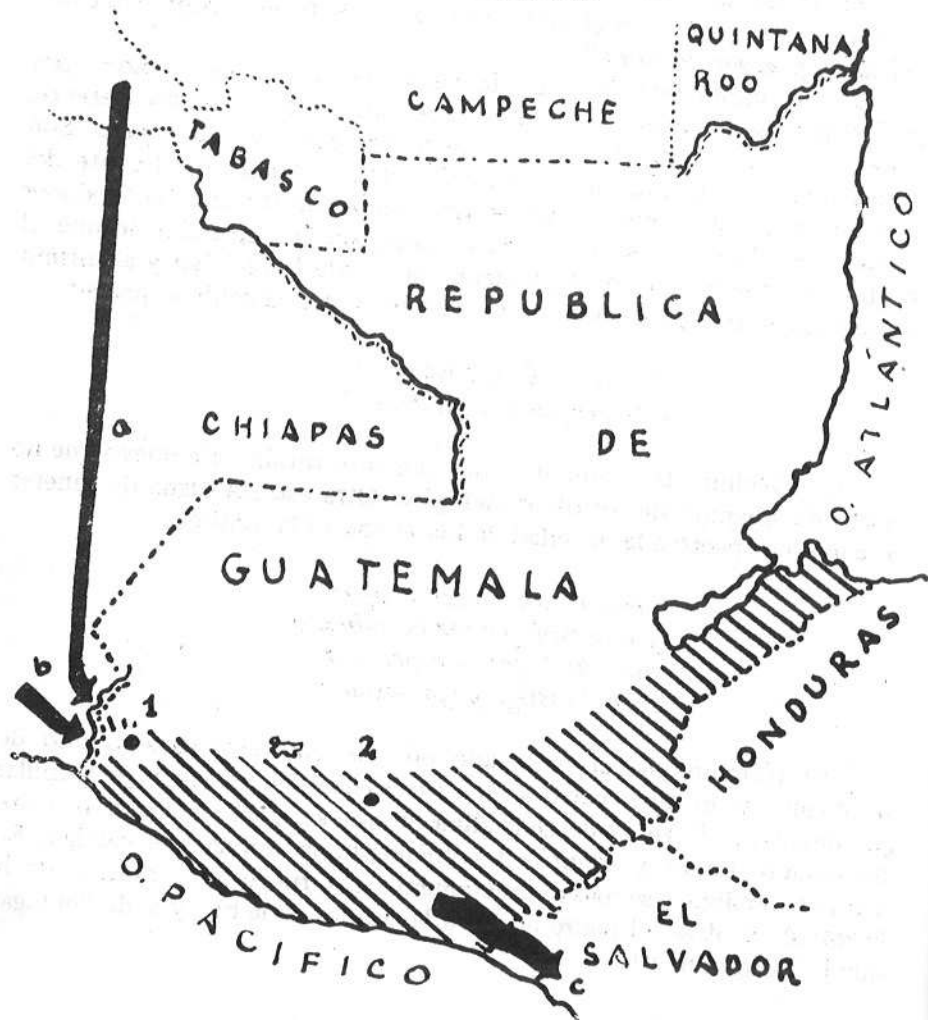 QUINTANA
ROO
CAMPECHE
TABASCO
REPUBLICA
O. ATLÁNTICO
a
CHIAPAS
DE
GUATEMALA
b
1
2
HONDURAS
O. PACIFICO
EL
SALVADOR
c